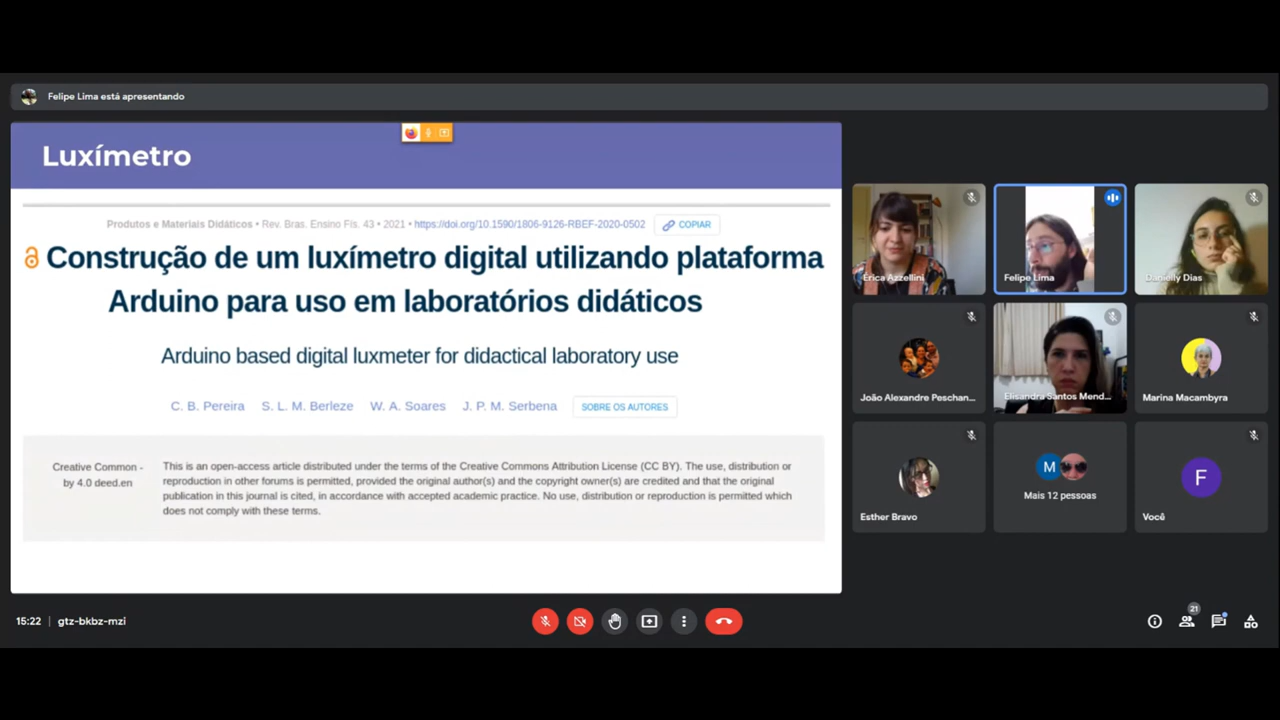 Felipe Lima está apresentando
Luxímetro
Produtos e Materiais Didáticos • Rev. Bras. Ensino Fís. 43 • 2021 • https://doi.org/10.1590/1806-9126-RBEF-2020-0502 COPIAR
Construção de um luxímetro digital utilizando plataforma
Arduino para uso em laboratórios didáticos
Arduino based digital luxmeter for didactical laboratory use
C. B. Pereira S. L. M. Berleze W. A. Soares J. P. M. Serbena SOBRE OS AUTORES
Creative Common -
by 4.0 deed.en
This is an open-access article distributed under the terms of the Creative Commons Attribution License (CC BY). The use, distribution or
reproduction in other forums is permitted, provided the original author(s) and the copyright owner(s) are credited and that the original
publication in this journal is cited, in accordance with accepted academic practice. No use, distribution or reproduction is permitted which
does not comply with these terms.
Érica Azzellini
Felipe Lima
Danielly Dias
João Alexandre Peschan...
Elisandra Santos Mend...
Marina Macambyra
Esther Bravo
M
Mais 12 pessoas
F
Você
15:22 | gtz-bkbz-mzi
21